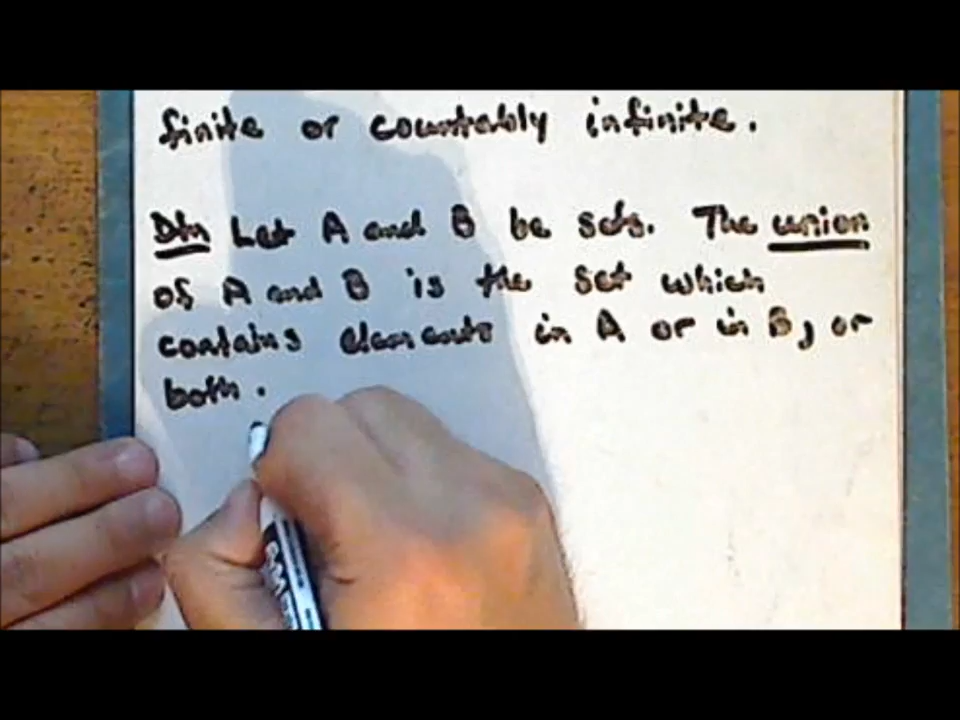 finite or countably infinite.
Dfn Let A and B be sets. The union
of A and B is the set which
contains elements in A or in B, or
both.